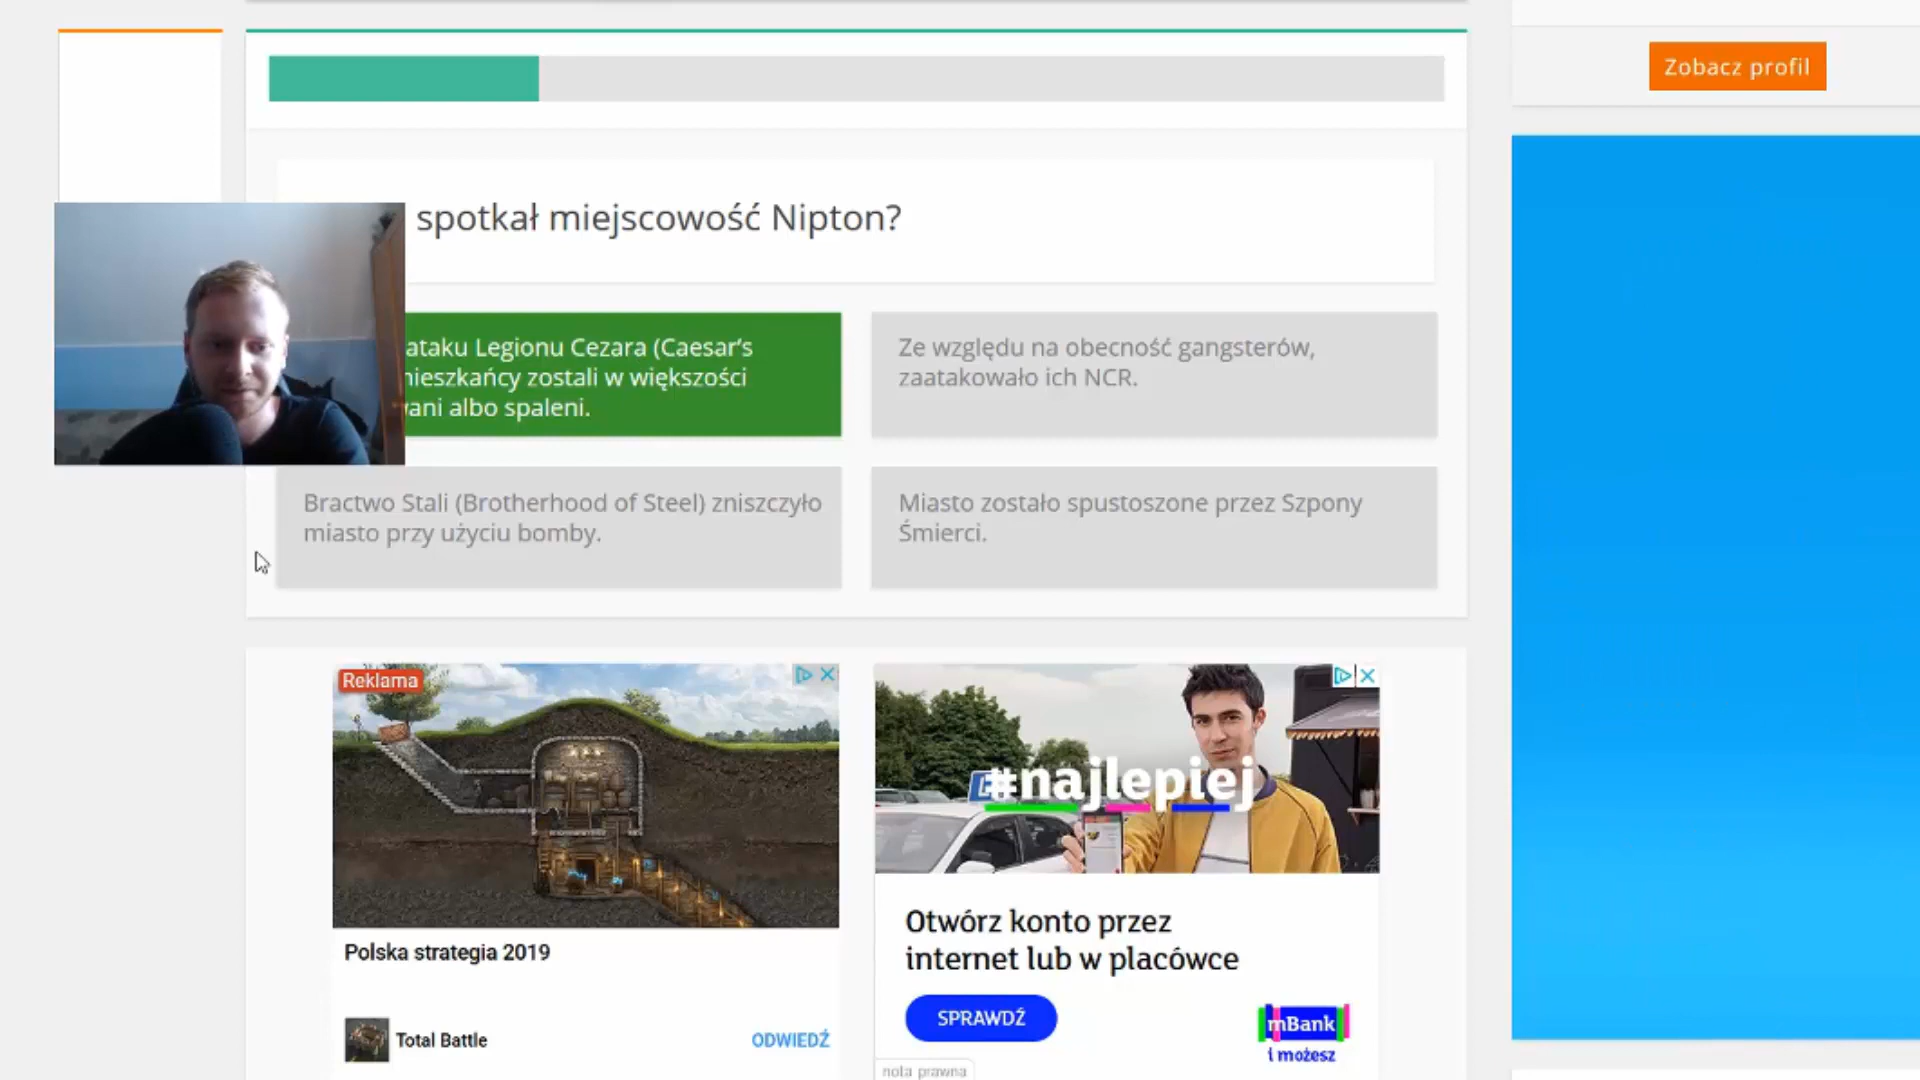 Zobacz profil
spotkał miejscowość Nipton?
ataku Legionu Cezara (Caesar's
mieszkańcy zostali w większości
albo spaleni.
Ze względu na obecność gangsterów,
zaatakowało ich NCR.
Bractwo Stali (Brotherhood of Steel) zniszczyło
miasto przy użyciu bomby.
Miasto zostało spustoszone przez Szpony
Śmierci.
Reklama
Polska strategia 2019
Total Battle
ODWIEDŹ
#najlepiej
Otwórz konto przez
internet lub w placówce
SPRAWDŹ
mBank
i możesz
nota prawna